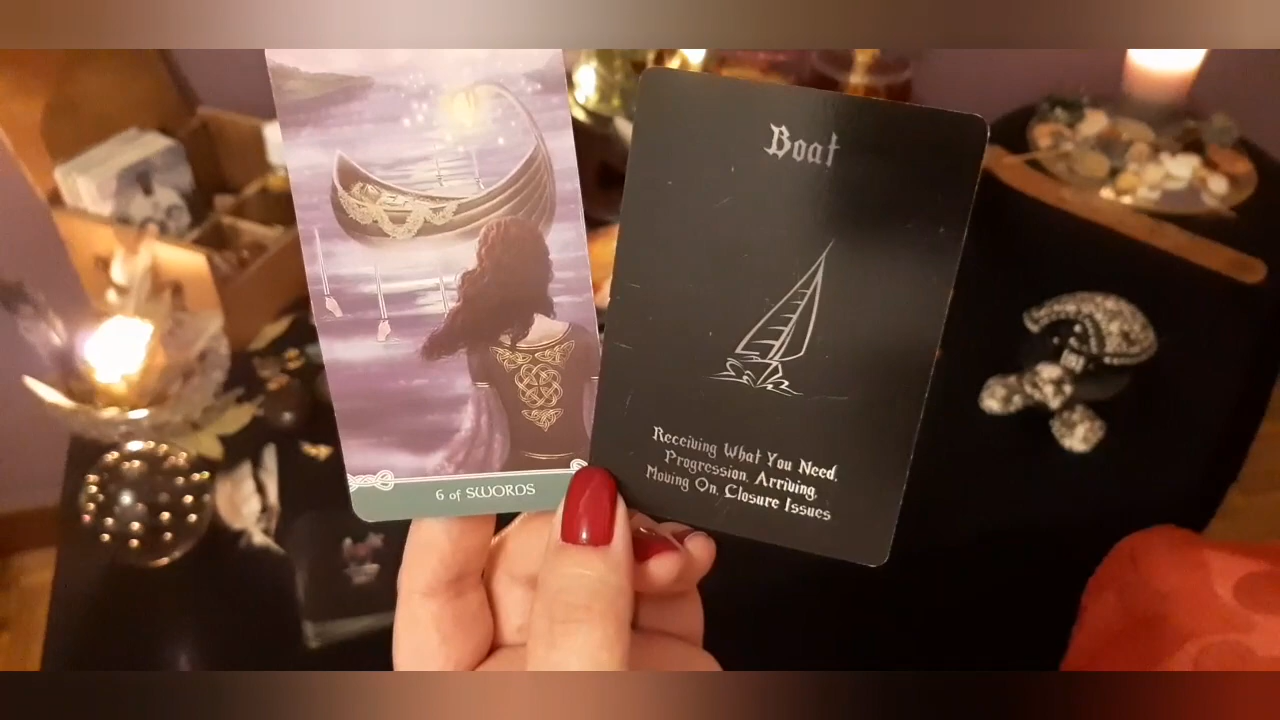 6 of SWORDS
Boat
Receiving What You Need,
Progression, Arriving,
Moving On, Closure Issues